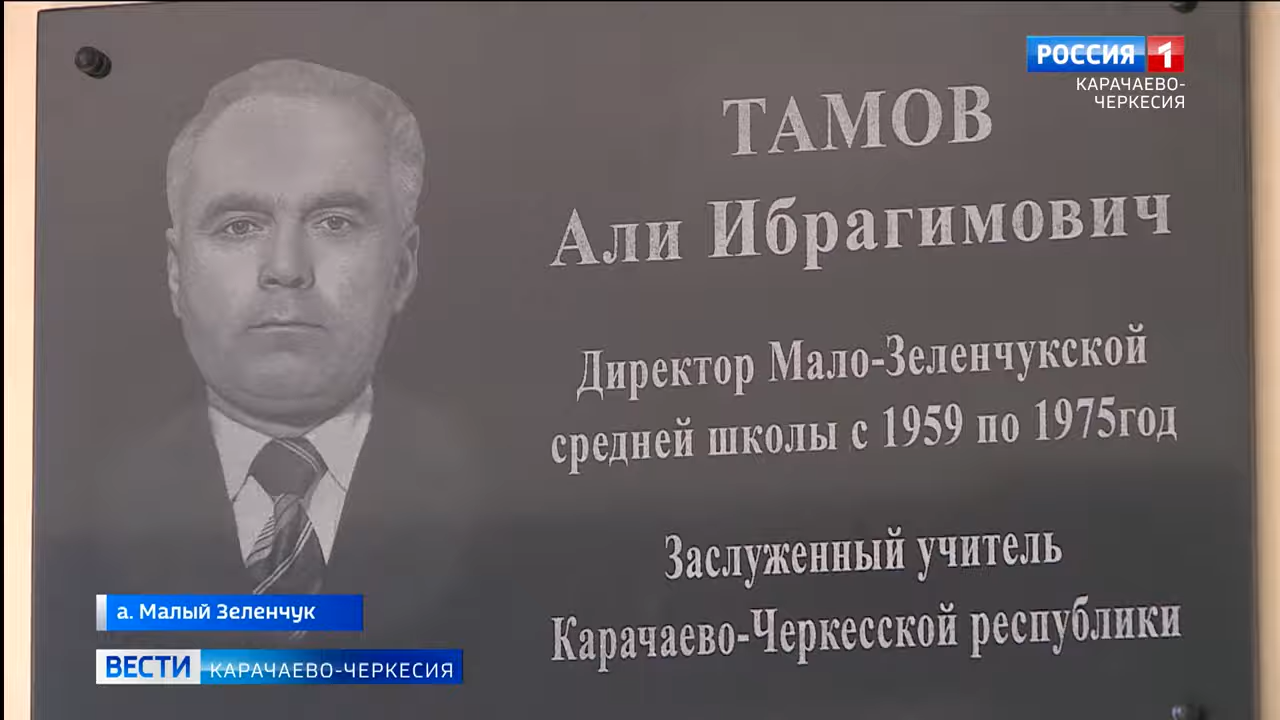 РОССИЯ 1
КАРАЧАЕВО-
ЧЕРКЕСИЯ
ТАМОВ
Али Ибрагимович
Директор Мало-Зеленчукской
средней школы с 1959 по 1975год
Заслуженный учитель
Карачаево-Черкесской республики
а. Малый Зеленчук
ВЕСТИ КАРАЧАЕВО-ЧЕРКЕСИЯ